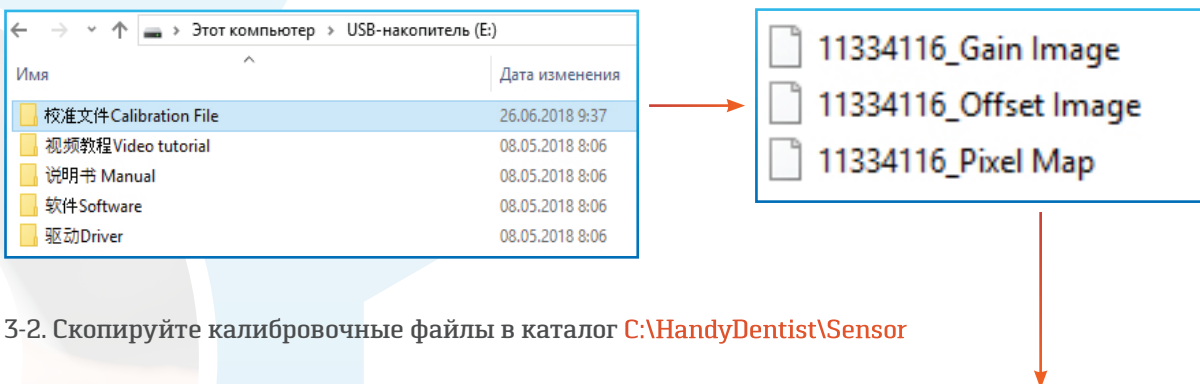 Этот компьютер > USB-накопитель (E:)
Имя Дата изменения
校准文件Calibration File 26.06.2018 9:37
视频教程Video tutorial 08.05.2018 8:06
说明书 Manual 08.05.2018 8:06
软件Software 08.05.2018 8:06
驱动Driver 08.05.2018 8:06
11334116_Gain Image
11334116_Offset Image
11334116_Pixel Map
3-2. Скопируйте калибровочные файлы в каталог C:\HandyDentist\Sensor